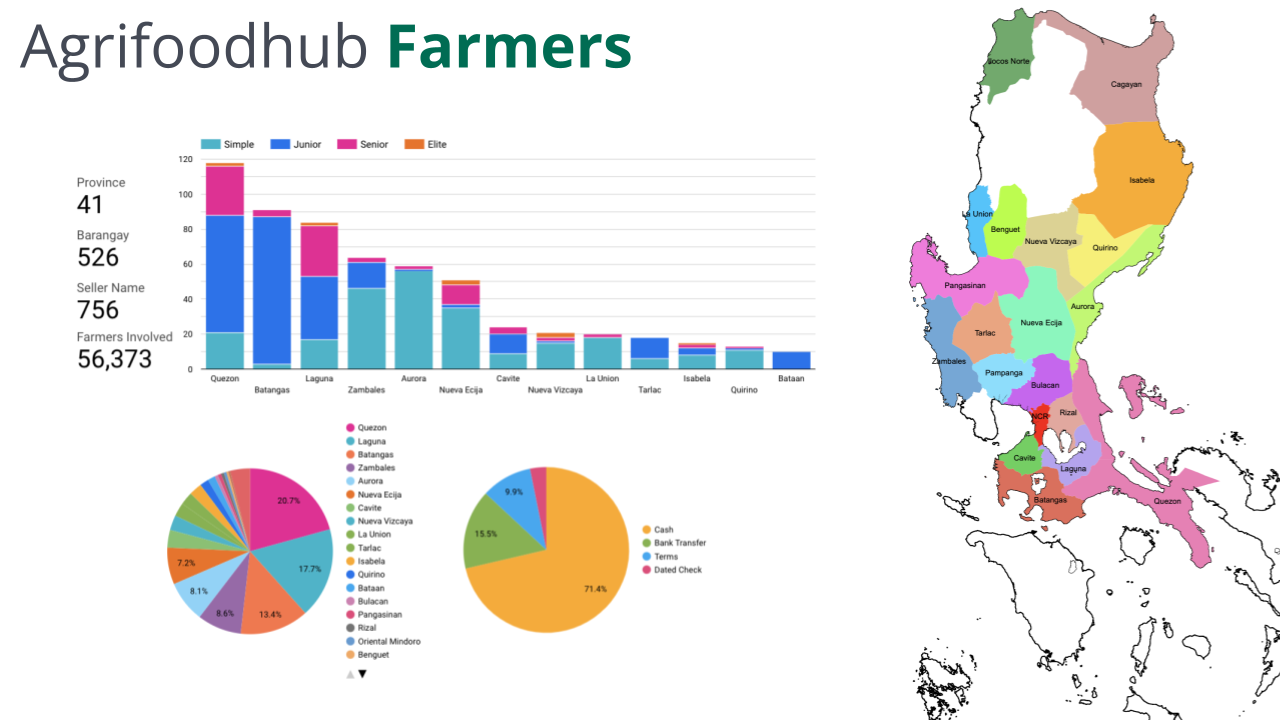 Agrifoodhub Farmers
Province
41
Barangay
526
Seller Name
756
Farmers Involved
56,373
Simple Junior Senior Elite
120
100
80
60
40
20
0
Quezon
Batangas
Laguna
Zambales
Aurora
Nueva Ecija
Cavite
Nueva Vizcaya
La Union
Tarlac
Isabela
Quirino
Bataan
20.7%
17.7%
13.4%
8.6%
8.1%
7.2%
Quezon
Laguna
Batangas
Zambales
Aurora
Nueva Ecija
Cavite
Nueva Vizcaya
La Union
Tarlac
Isabela
Quirino
Bataan
Bulacan
Pangasinan
Rizal
Oriental Mindoro
Benguet
9.9%
15.5%
71.4%
Cash
Bank Transfer
Terms
Dated Check
Ilocos Norte
Cagayan
Isabela
La Union
Benguet
Nueva Vizcaya
Quirino
Pangasinan
Aurora
Nueva Ecija
Tarlac
Zambales
Pampanga
Bulacan
NCR
Rizal
Cavite
Laguna
Batangas
Quezon